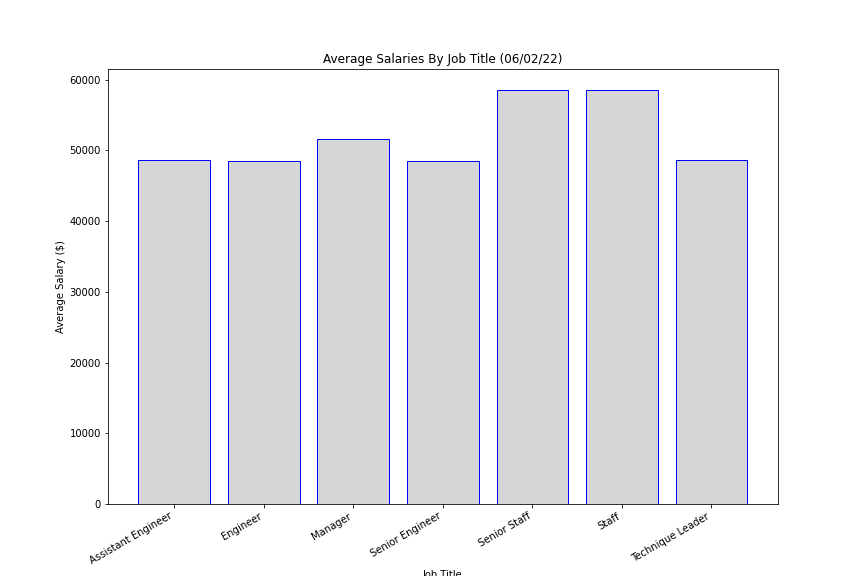 Average Salaries By Job Title (06/02/22)
60000
50000
40000
30000
20000
10000
0
Average Salary ($)
Assistant Engineer
Engineer
Manager
Senior Engineer
Senior Staff
Staff
Technique Leader
Job Title